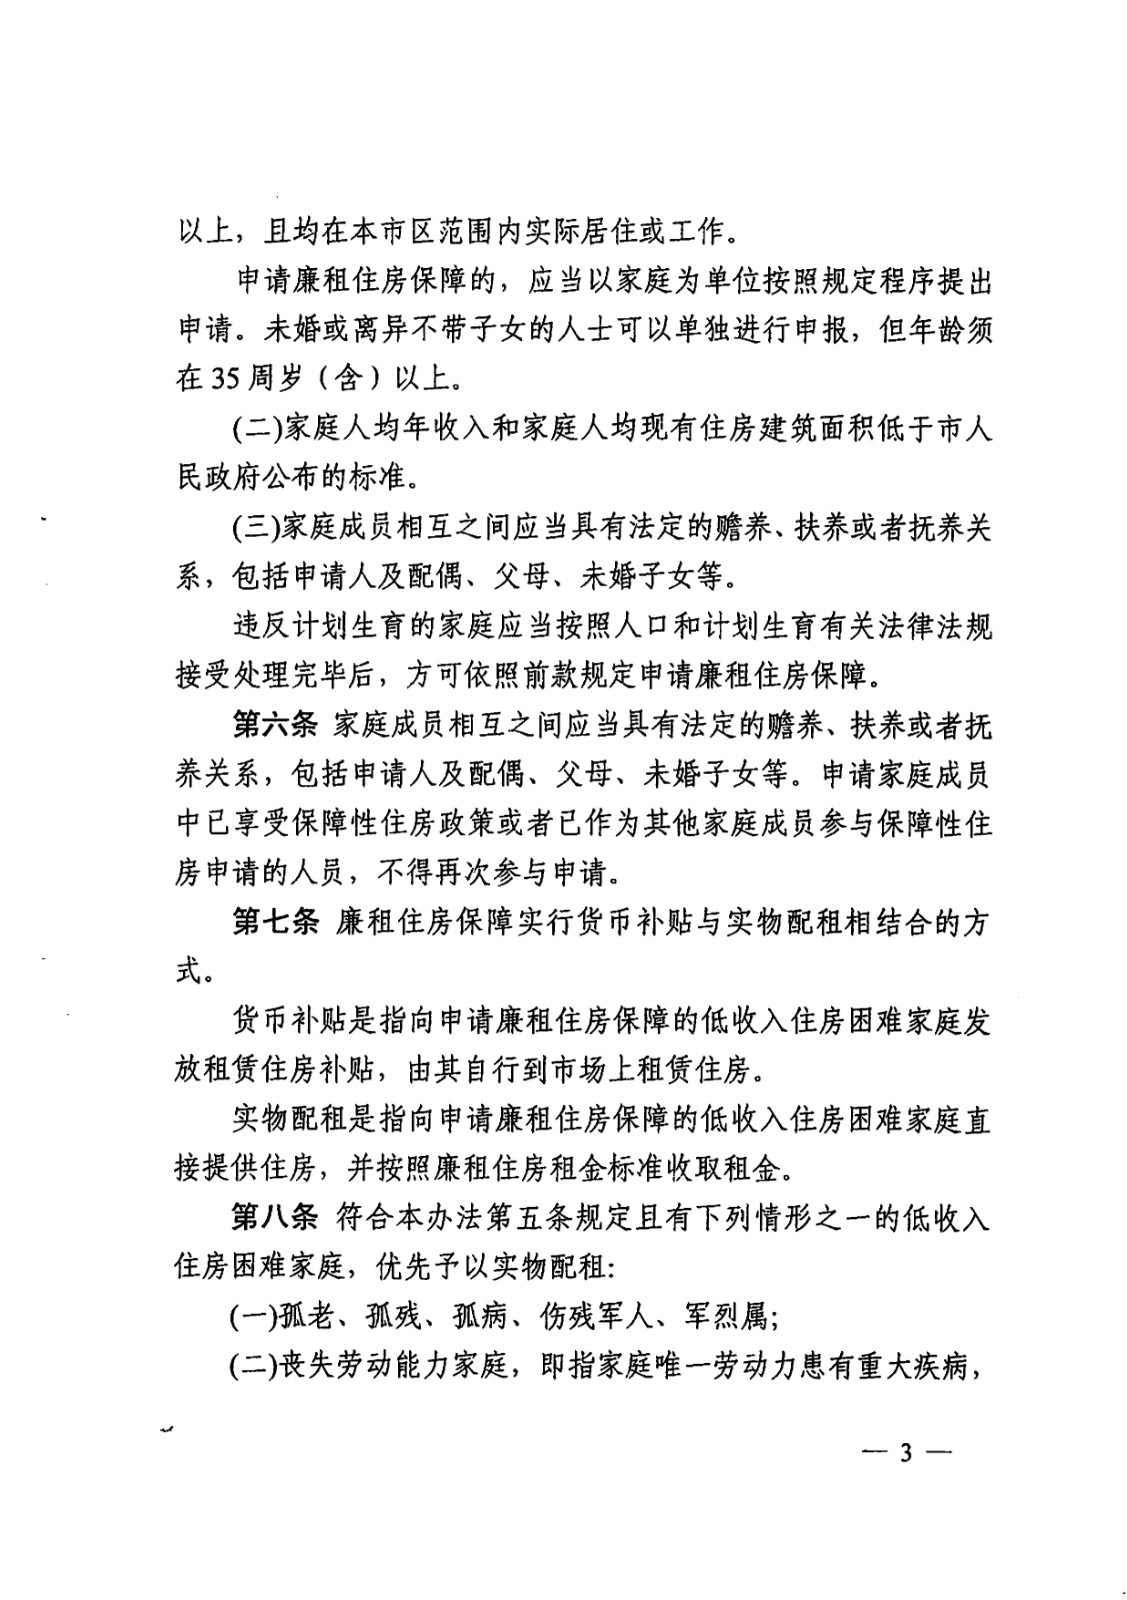 以上，且均在本市区范围内实际居住或工作。
申请廉租住房保障的，应当以家庭为单位按照规定程序提出
申请。未婚或离异不带子女的人士可以单独进行申报，但年龄须
在 35 周岁（含）以上。
(二)家庭人均年收入和家庭人均现有住房建筑面积低于市人
民政府公布的标准。
(三)家庭成员相互之间应当具有法定的赡养、扶养或者抚养关
系，包括申请人及配偶、父母、未婚子女等。
违反计划生育的家庭应当按照人口和计划生育有关法律法规
接受处理完毕后，方可依照前款规定申请廉租住房保障。
第六条 家庭成员相互之间应当具有法定的赡养、扶养或者抚
养关系，包括申请人及配偶、父母、未婚子女等。申请家庭成员
中已享受保障性住房政策或者已作为其他家庭成员参与保障性住
房申请的人员，不得再次参与申请。
第七条 廉租住房保障实行货币补贴与实物配租相结合的方
式。
货币补贴是指向申请廉租住房保障的低收入住房困难家庭发
放租赁住房补贴，由其自行到市场上租赁住房。
实物配租是指向申请廉租住房保障的低收入住房困难家庭直
接提供住房，并按照廉租住房租金标准收取租金。
第八条 符合本办法第五条规定且有下列情形之一的低收入
住房困难家庭，优先予以实物配租:
(一)孤老、孤残、孤病、伤残军人、军烈属;
(二)丧失劳动能力家庭，即指家庭唯一劳动力患有重大疾病，
— 3 —